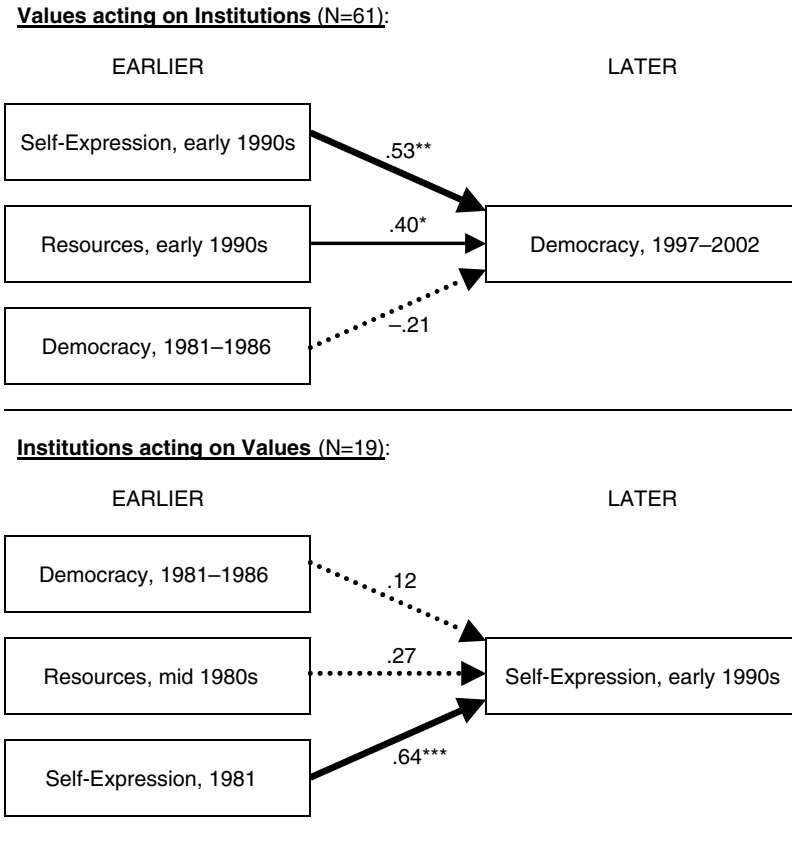 Values acting on Institutions (N=61):
EARLIER
LATER
Self-Expression, early 1990s
.53**
Resources, early 1990s
.40*
Democracy, 1997–2002
Democracy, 1981–1986
–.21
Institutions acting on Values (N=19):
EARLIER
LATER
Democracy, 1981–1986
.12
Resources, mid 1980s
.27
Self-Expression, early 1990s
Self-Expression, 1981
.64***